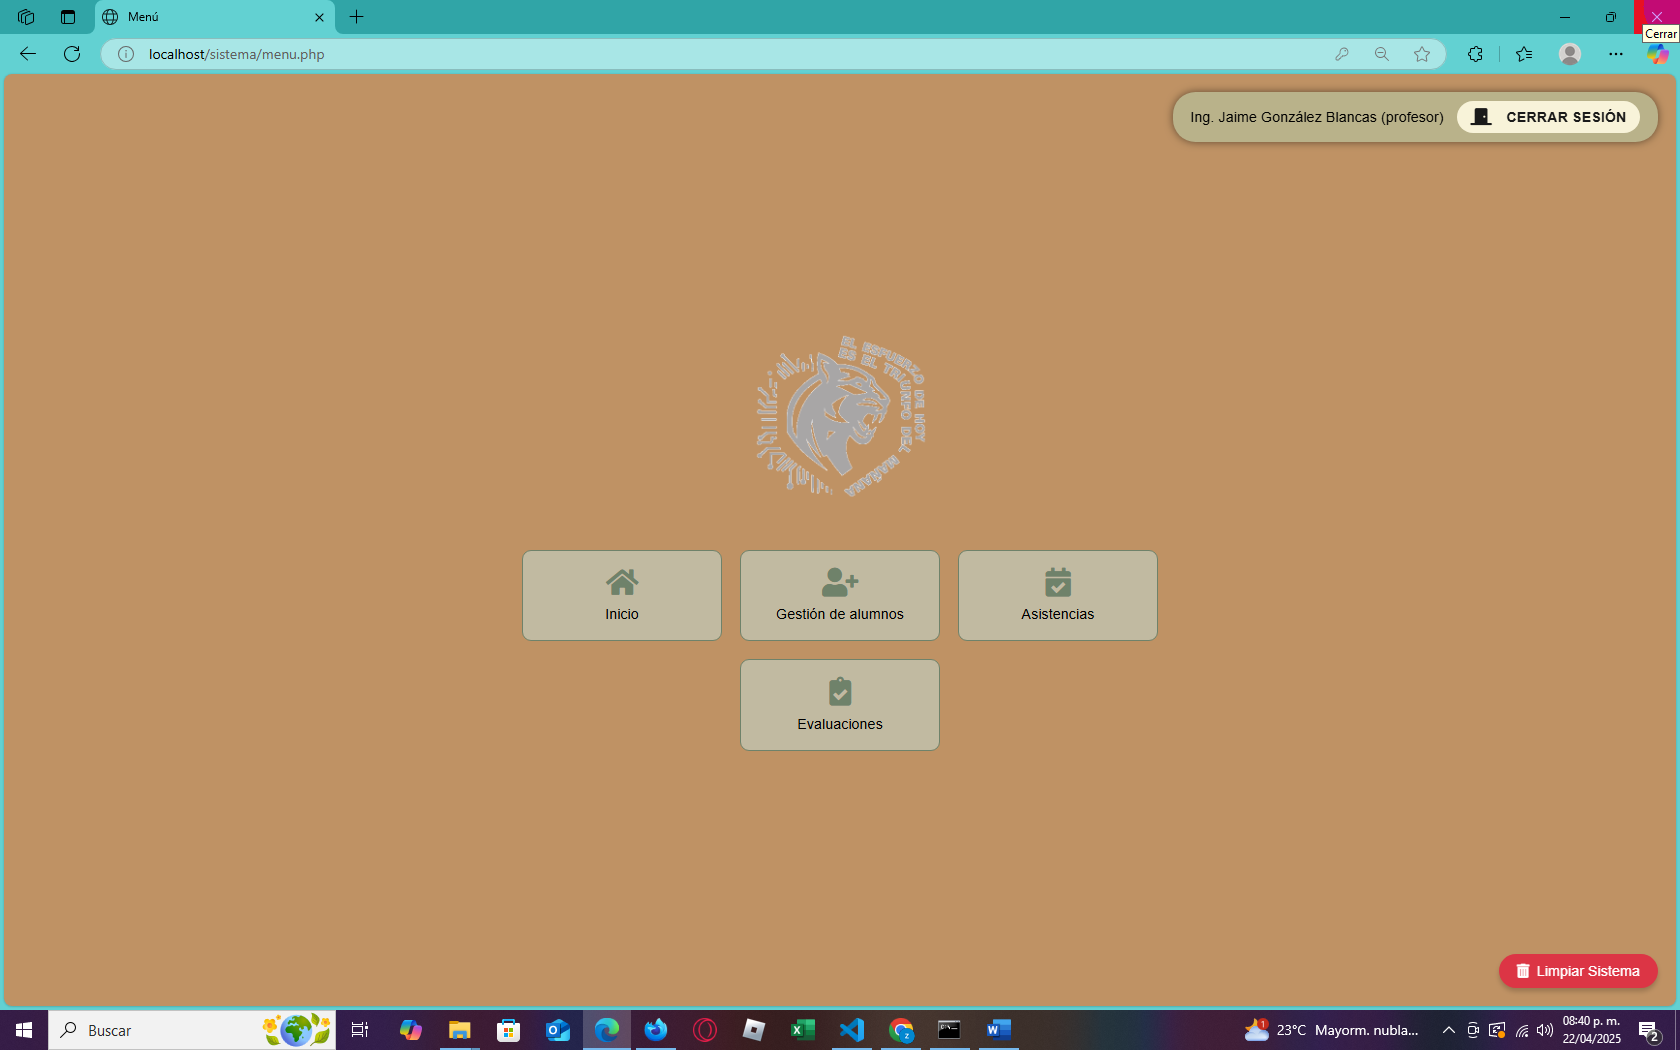 Menú
Cerrar
localhost/sistema/menu.php
Ing. Jaime González Blancas (profesor)
CERRAR SESIÓN
EL ESFUERZO DE HOY
ES EL TRIUNFO DEL MAÑANA
Inicio
Gestión de alumnos
Asistencias
Evaluaciones
Limpiar Sistema
Buscar
1
23°C Mayorm. nubla...
08:40 p. m.
22/04/2025
2